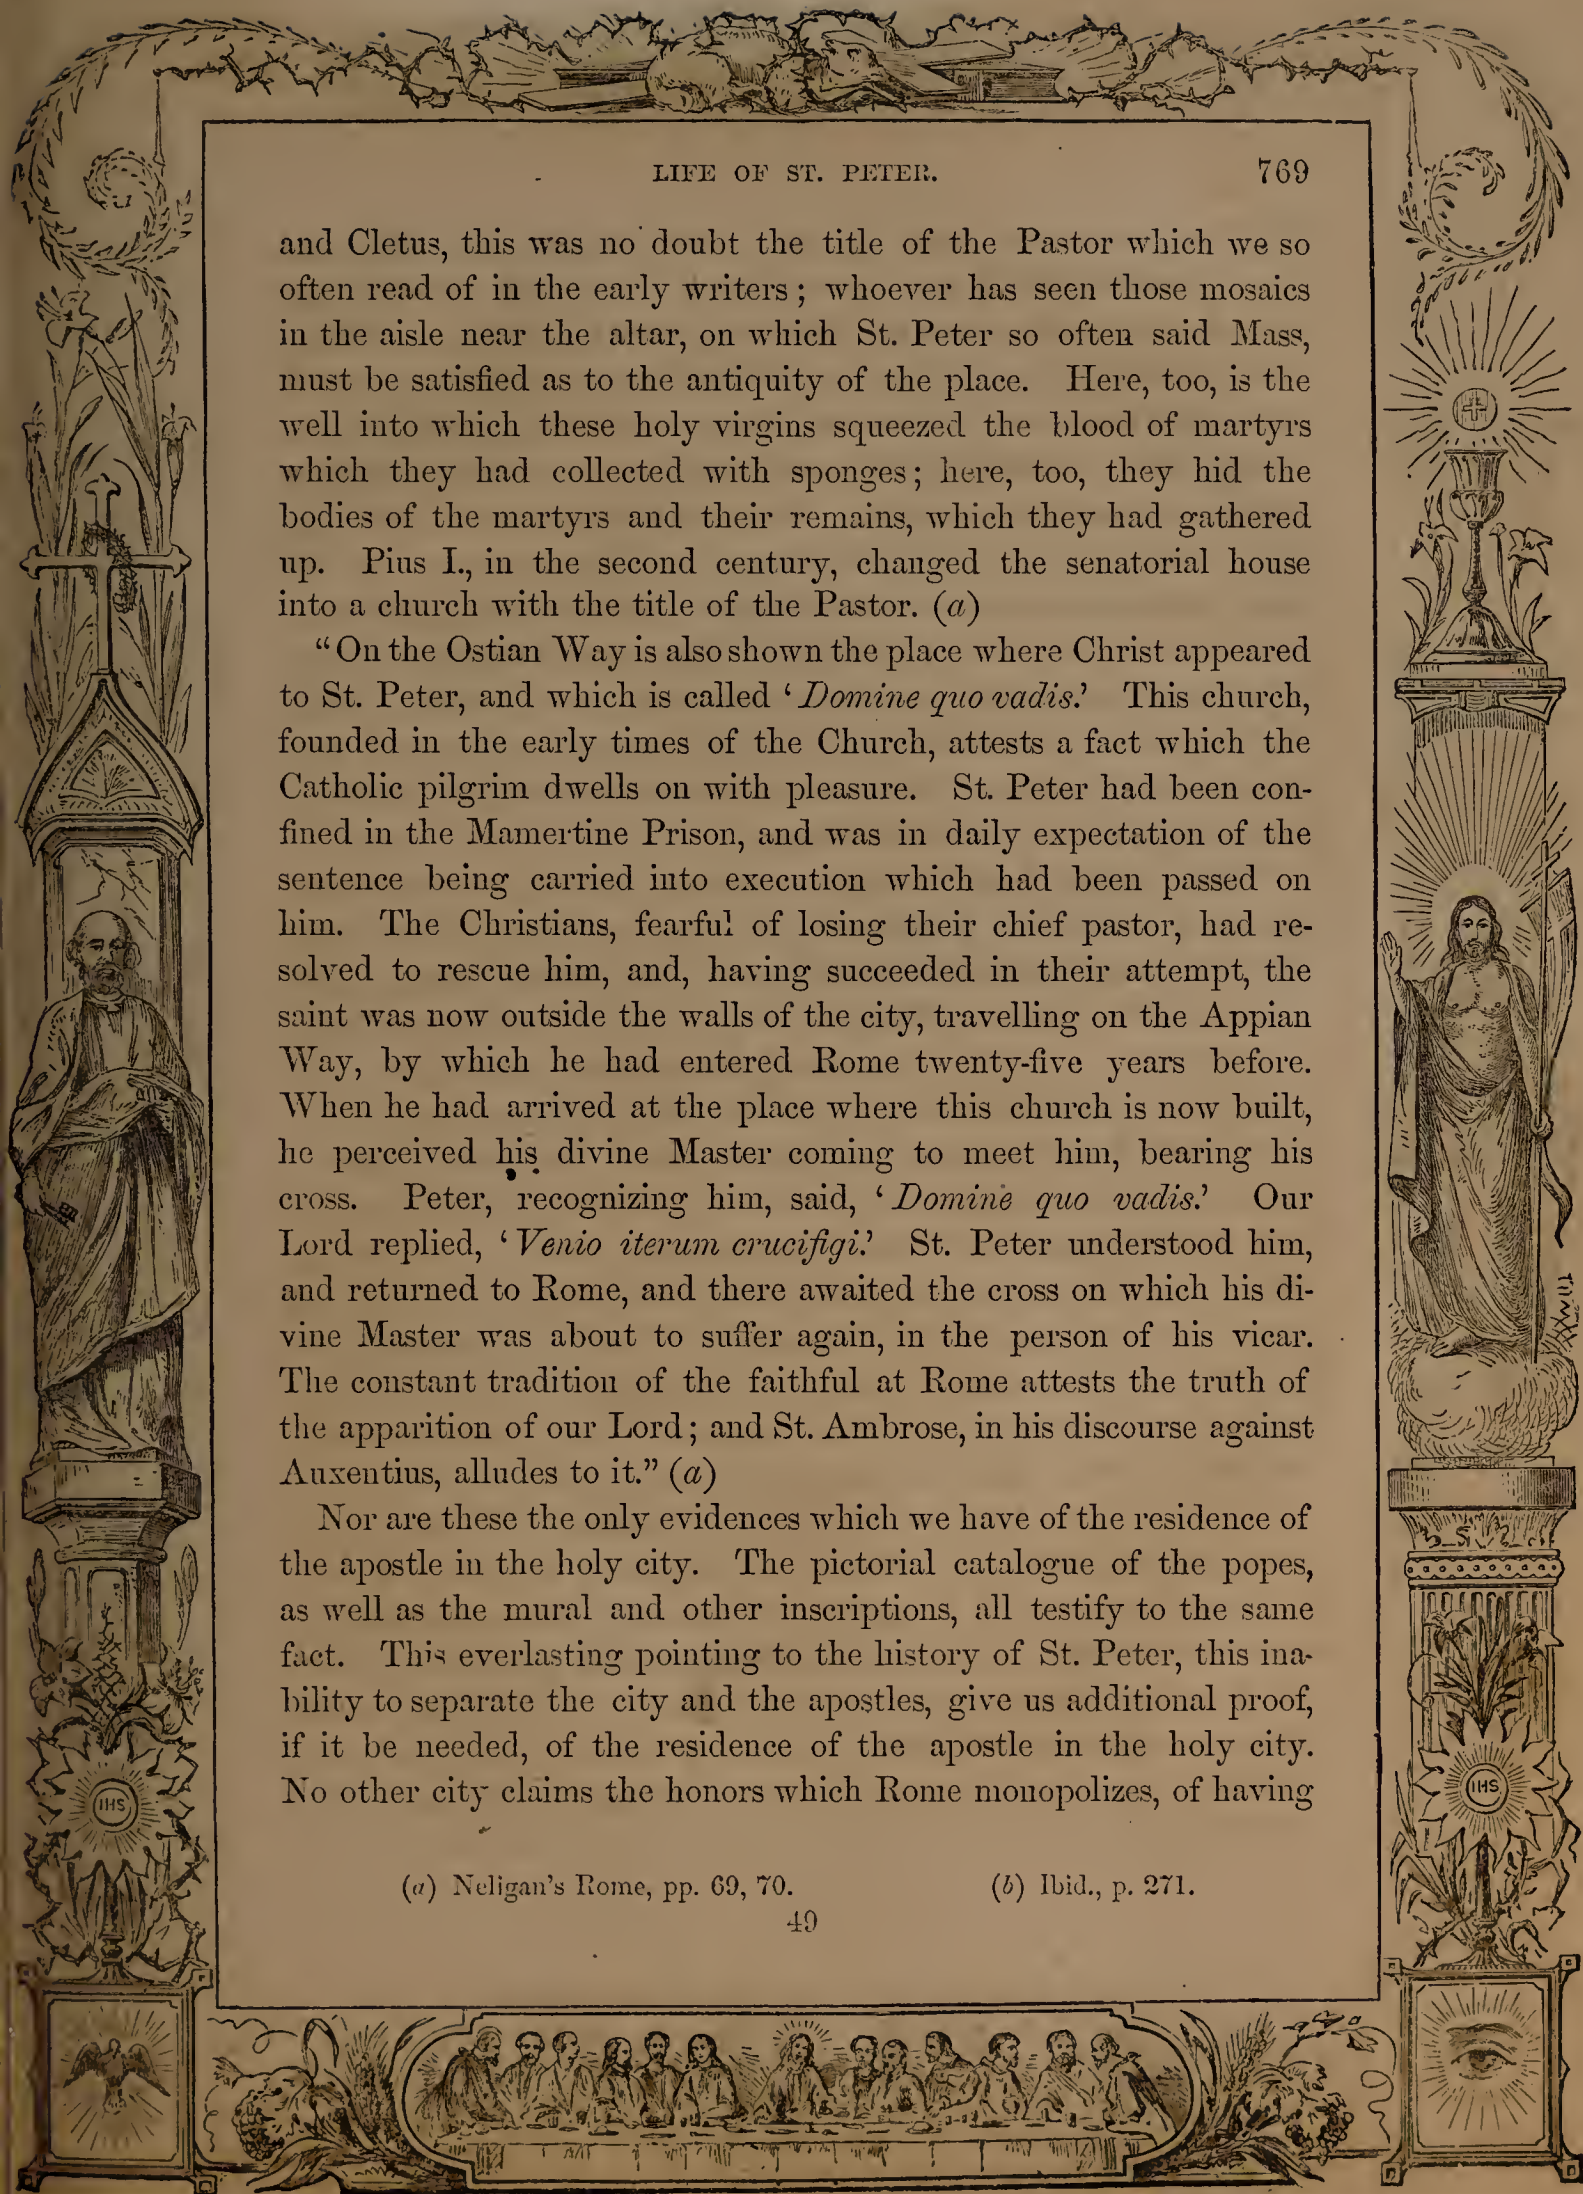 LIFE OF ST. PETER. 769
and Cletus, this was no doubt the title of the Pastor which we so
often read of in the early writers; whoever has seen those mosaics
in the aisle near the altar, on which St. Peter so often said Mass,
must be satisfied as to the antiquity of the place. Here, too, is the
well into which these holy virgins squeezed the blood of martyrs
which they had collected with sponges; here, too, they hid the
bodies of the martyrs and their remains, which they had gathered
up. Pius I., in the second century, changed the senatorial house
into a church with the title of the Pastor. (a)
“On the Ostian Way is also shown the place where Christ appeared
to St. Peter, and which is called ‘Domine quo vadis.’ This church,
founded in the early times of the Church, attests a fact which the
Catholic pilgrim dwells on with pleasure. St. Peter had been con-
fined in the Mamertine Prison, and was in daily expectation of the
sentence being carried into execution which had been passed on
him. The Christians, fearful of losing their chief pastor, had re-
solved to rescue him, and, having succeeded in their attempt, the
saint was now outside the walls of the city, travelling on the Appian
Way, by which he had entered Rome twenty-five years before.
When he had arrived at the place where this church is now built,
he perceived his divine Master coming to meet him, bearing his
cross. Peter, recognizing him, said, ‘Domine quo vadis.’ Our
Lord replied, ‘Venio iterum crucifigi.’ St. Peter understood him,
and returned to Rome, and there awaited the cross on which his di-
vine Master was about to suffer again, in the person of his vicar.
The constant tradition of the faithful at Rome attests the truth of
the apparition of our Lord; and St. Ambrose, in his discourse against
Auxentius, alludes to it.” (a)
Nor are these the only evidences which we have of the residence of
the apostle in the holy city. The pictorial catalogue of the popes,
as well as the mural and other inscriptions, all testify to the same
fact. This everlasting pointing to the history of St. Peter, this ina-
bility to separate the city and the apostles, give us additional proof,
if it be needed, of the residence of the apostle in the holy city.
No other city claims the honors which Rome monopolizes, of having
(a) Neligan’s Rome, pp. 69, 70. (b) Ibid., p. 271.
49
IHS
IHS